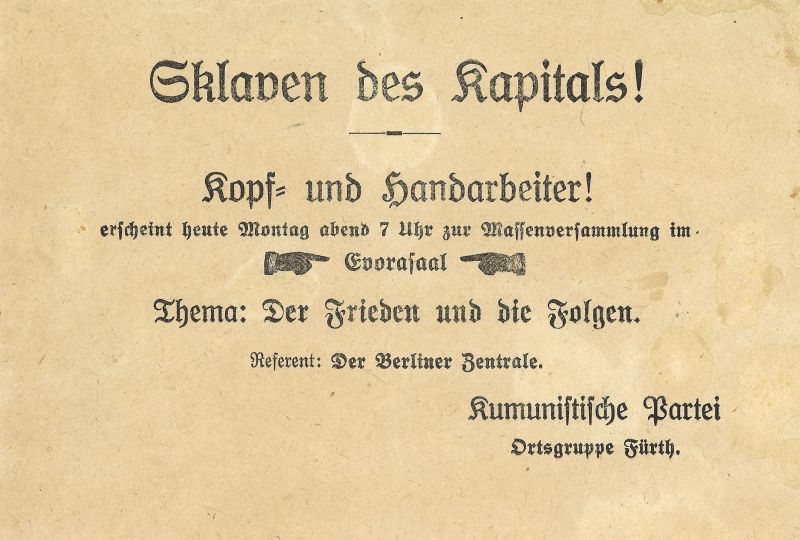 Sklaven des Kapitals!
Kopf- und Handarbeiter!
erscheint heute Montag abend 7 Uhr zur Massenversammlung im
Evorasaal
Thema: Der Frieden und die Folgen.
Referent: Der Berliner Zentrale.
Kumunistische Partei
Ortsgruppe Fürth.